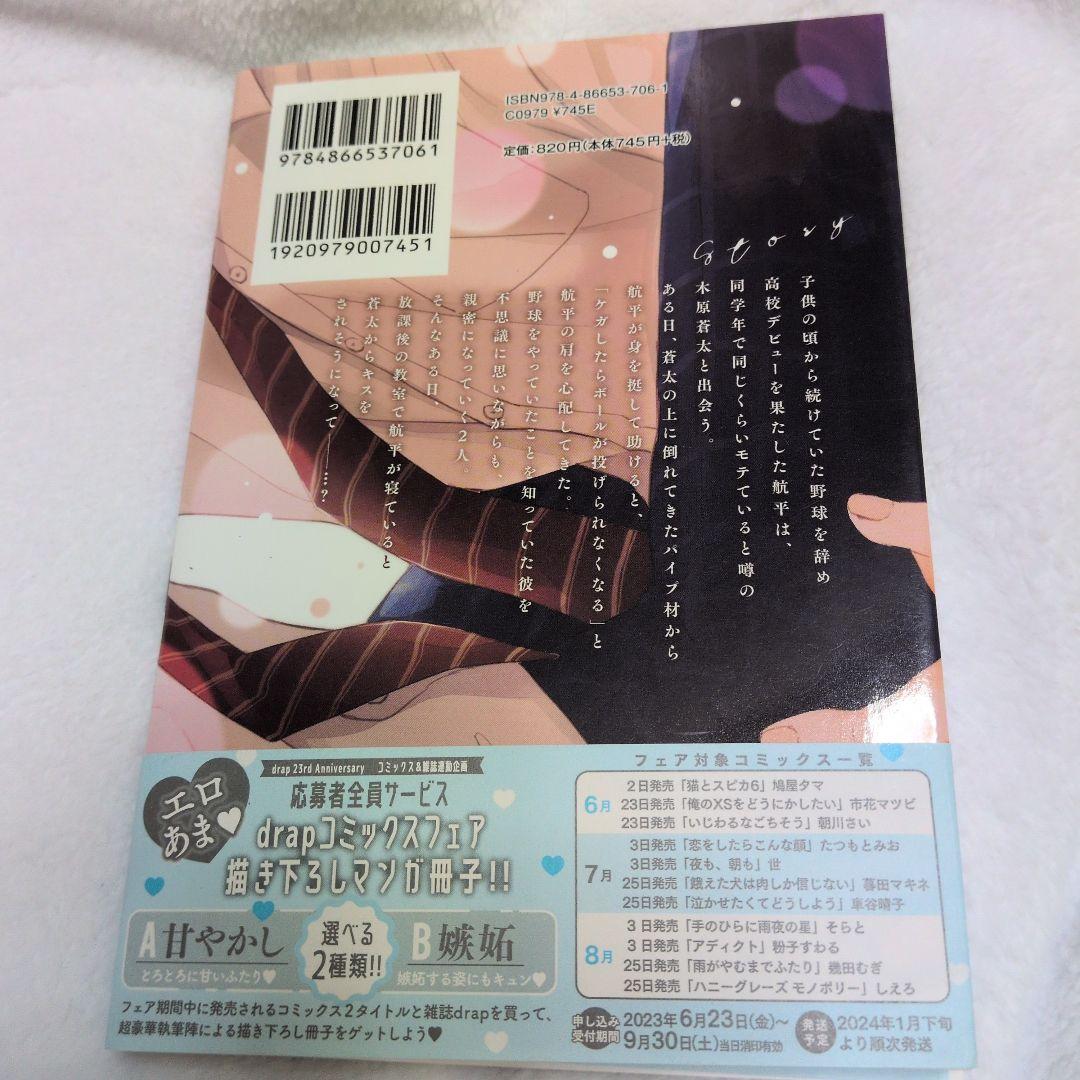 9784866537061
1920979007451
ISBN978-4-86653-706-1
C0979 ¥745E
定価:820円(本体745円+税)
Story
子供の頃から続けていた野球を辞め
高校デビューを果たした航平は、
同学年で同じくらいモテていると噂の
木原蒼太と出会う。
ある日、蒼太の上に倒れてきたパイプ材から
航平が身を挺して助けると、
「ケガしたらボールが投げられなくなる」と
航平の肩を心配してきた。
野球をやっていたことを知っていた彼を
不思議に思いながらも、
親密になっていく2人。
そんなある日、
放課後の教室で航平が寝ていると
蒼太からキスを
されそうになって――…?
エロ
あま♥
drap 23rd Anniversary コミックス&雑誌連動企画
応募者全員サービス
drapコミックスフェア
描き下ろしマンガ冊子!!
A甘やかし
とろとろに甘いふたり♥
選べる
2種類!!
B嫉妬
嫉妬する姿にもキュン♥
フェア期間中に発売されるコミックス2タイトルと雑誌drapを買って、
超豪華執筆陣による描き下ろし冊子をゲットしよう♥
フェア対象コミックス一覧
6月
2日発売「猫とスピカ6」鳩屋タマ
23日発売「俺のXSをどうにかしたい」市花マツビ
23日発売「いじわるなごちそう」朝川さい
7月
3日発売「恋をしたらこんな顔」たつもとみお
3日発売「夜も、朝も」世
25日発売「餓えた犬は肉しか信じない」暮田マキネ
25日発売「泣かせたくてどうしよう」車谷晴子
8月
3日発売「手のひらに雨夜の星」そらと
3日発売「アディクト」粉子すわる
25日発売「雨がやむまでふたり」幾田むぎ
25日発売「ハニーグレーズ モノポリー」しえろ
申し込み
受付期間
2023年6月23日(金)~
9月30日(土)当日消印有効
発送
予定
2024年1月下旬
より順次発送